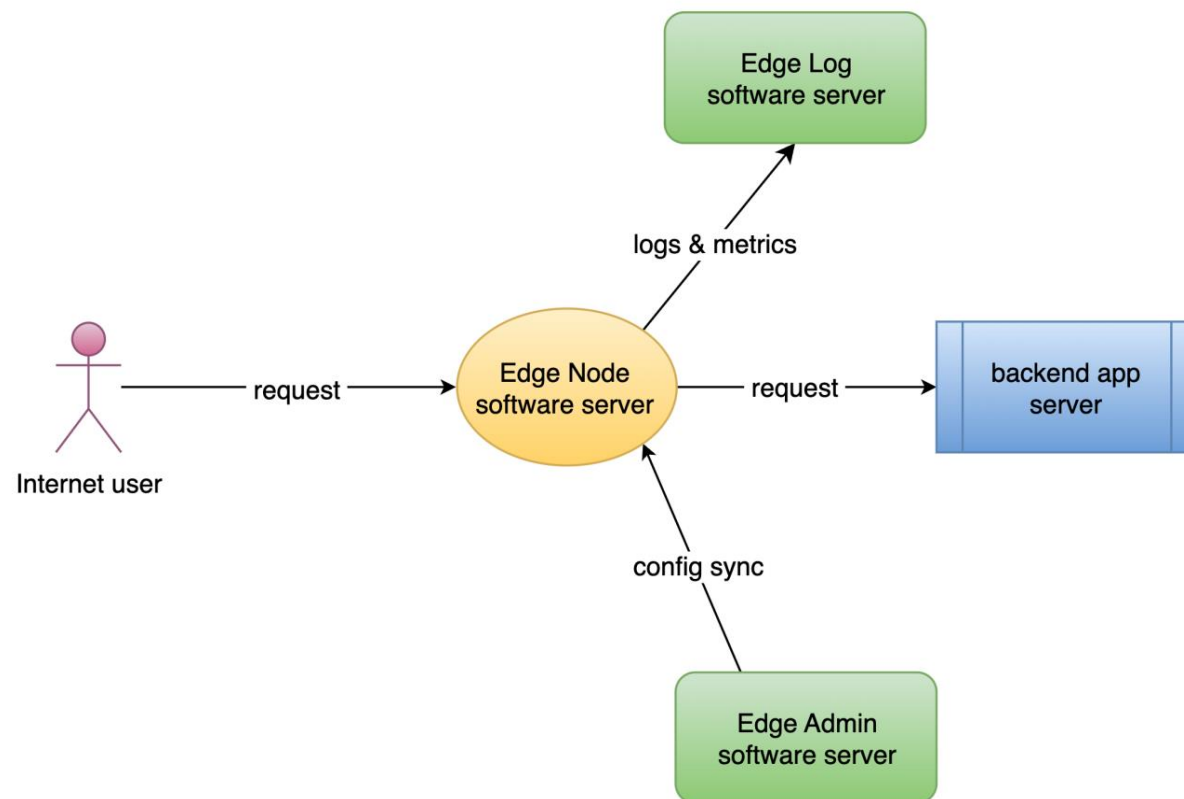 Edge Log
software server
logs & metrics
Internet user
request
Edge Node
software server
request
backend app
server
config sync
Edge Admin
software server